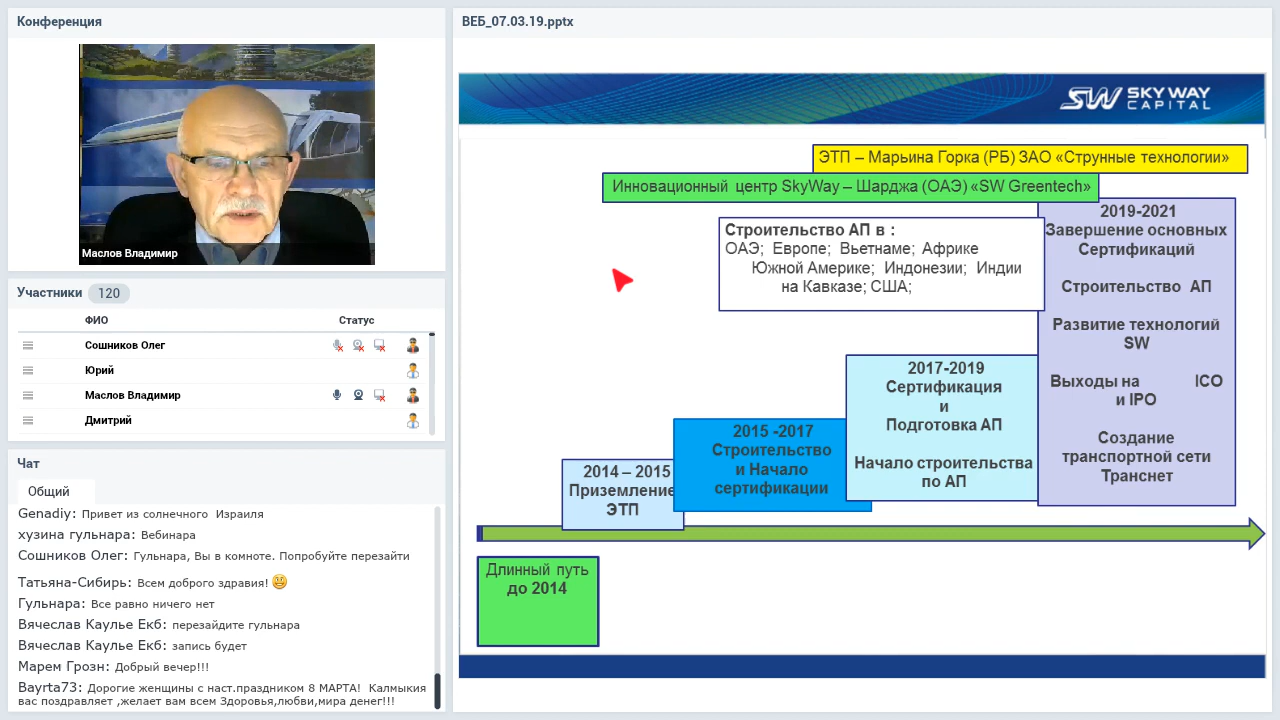 Конференция
Маслов Владимир
Участники 120
ФИО Статус
Сошников Олег
Юрий
Маслов Владимир
Дмитрий
Чат
Общий
Genadiy: Привет из солнечного Израиля
хузина гульнара: Вебинара
Сошников Олег: Гульнара, Вы в комноте. Попробуйте перезайти
Татьяна-Сибирь: Всем доброго здравия!
Гульнара: Все равно ничего нет
Вячеслав Каулье Екб: перезайдите гульнара
Вячеслав Каулье Екб: запись будет
Марем Грозн: Добрый вечер!!!
Bayrta73: Дорогие женщины с наст.праздником 8 МАРТА! Калмыкия
вас поздравляет ,желает вам всем Здоровья,любви,мира денег!!!
ВЕБ_07.03.19.pptx
SW SKY WAY
CAPITAL
ЭТП – Марьина Горка (РБ) ЗАО «Струнные технологии»
Инновационный центр SkyWay – Шарджа (ОАЭ) «SW Greentech»
Строительство АП в :
ОАЭ; Европе; Вьетнаме; Африке
Южной Америке; Индонезии; Индии
на Кавказе; США;
2019-2021
Завершение основных
Сертификаций
Строительство АП
Развитие технологий
SW
Выходы на ICO
и IPO
Создание
транспортной сети
Транснет
2017-2019
Сертификация
и
Подготовка АП
Начало строительства
по АП
2015 -2017
Строительство
и Начало
сертификации
2014 – 2015
Приземление
ЭТП
Длинный путь
до 2014